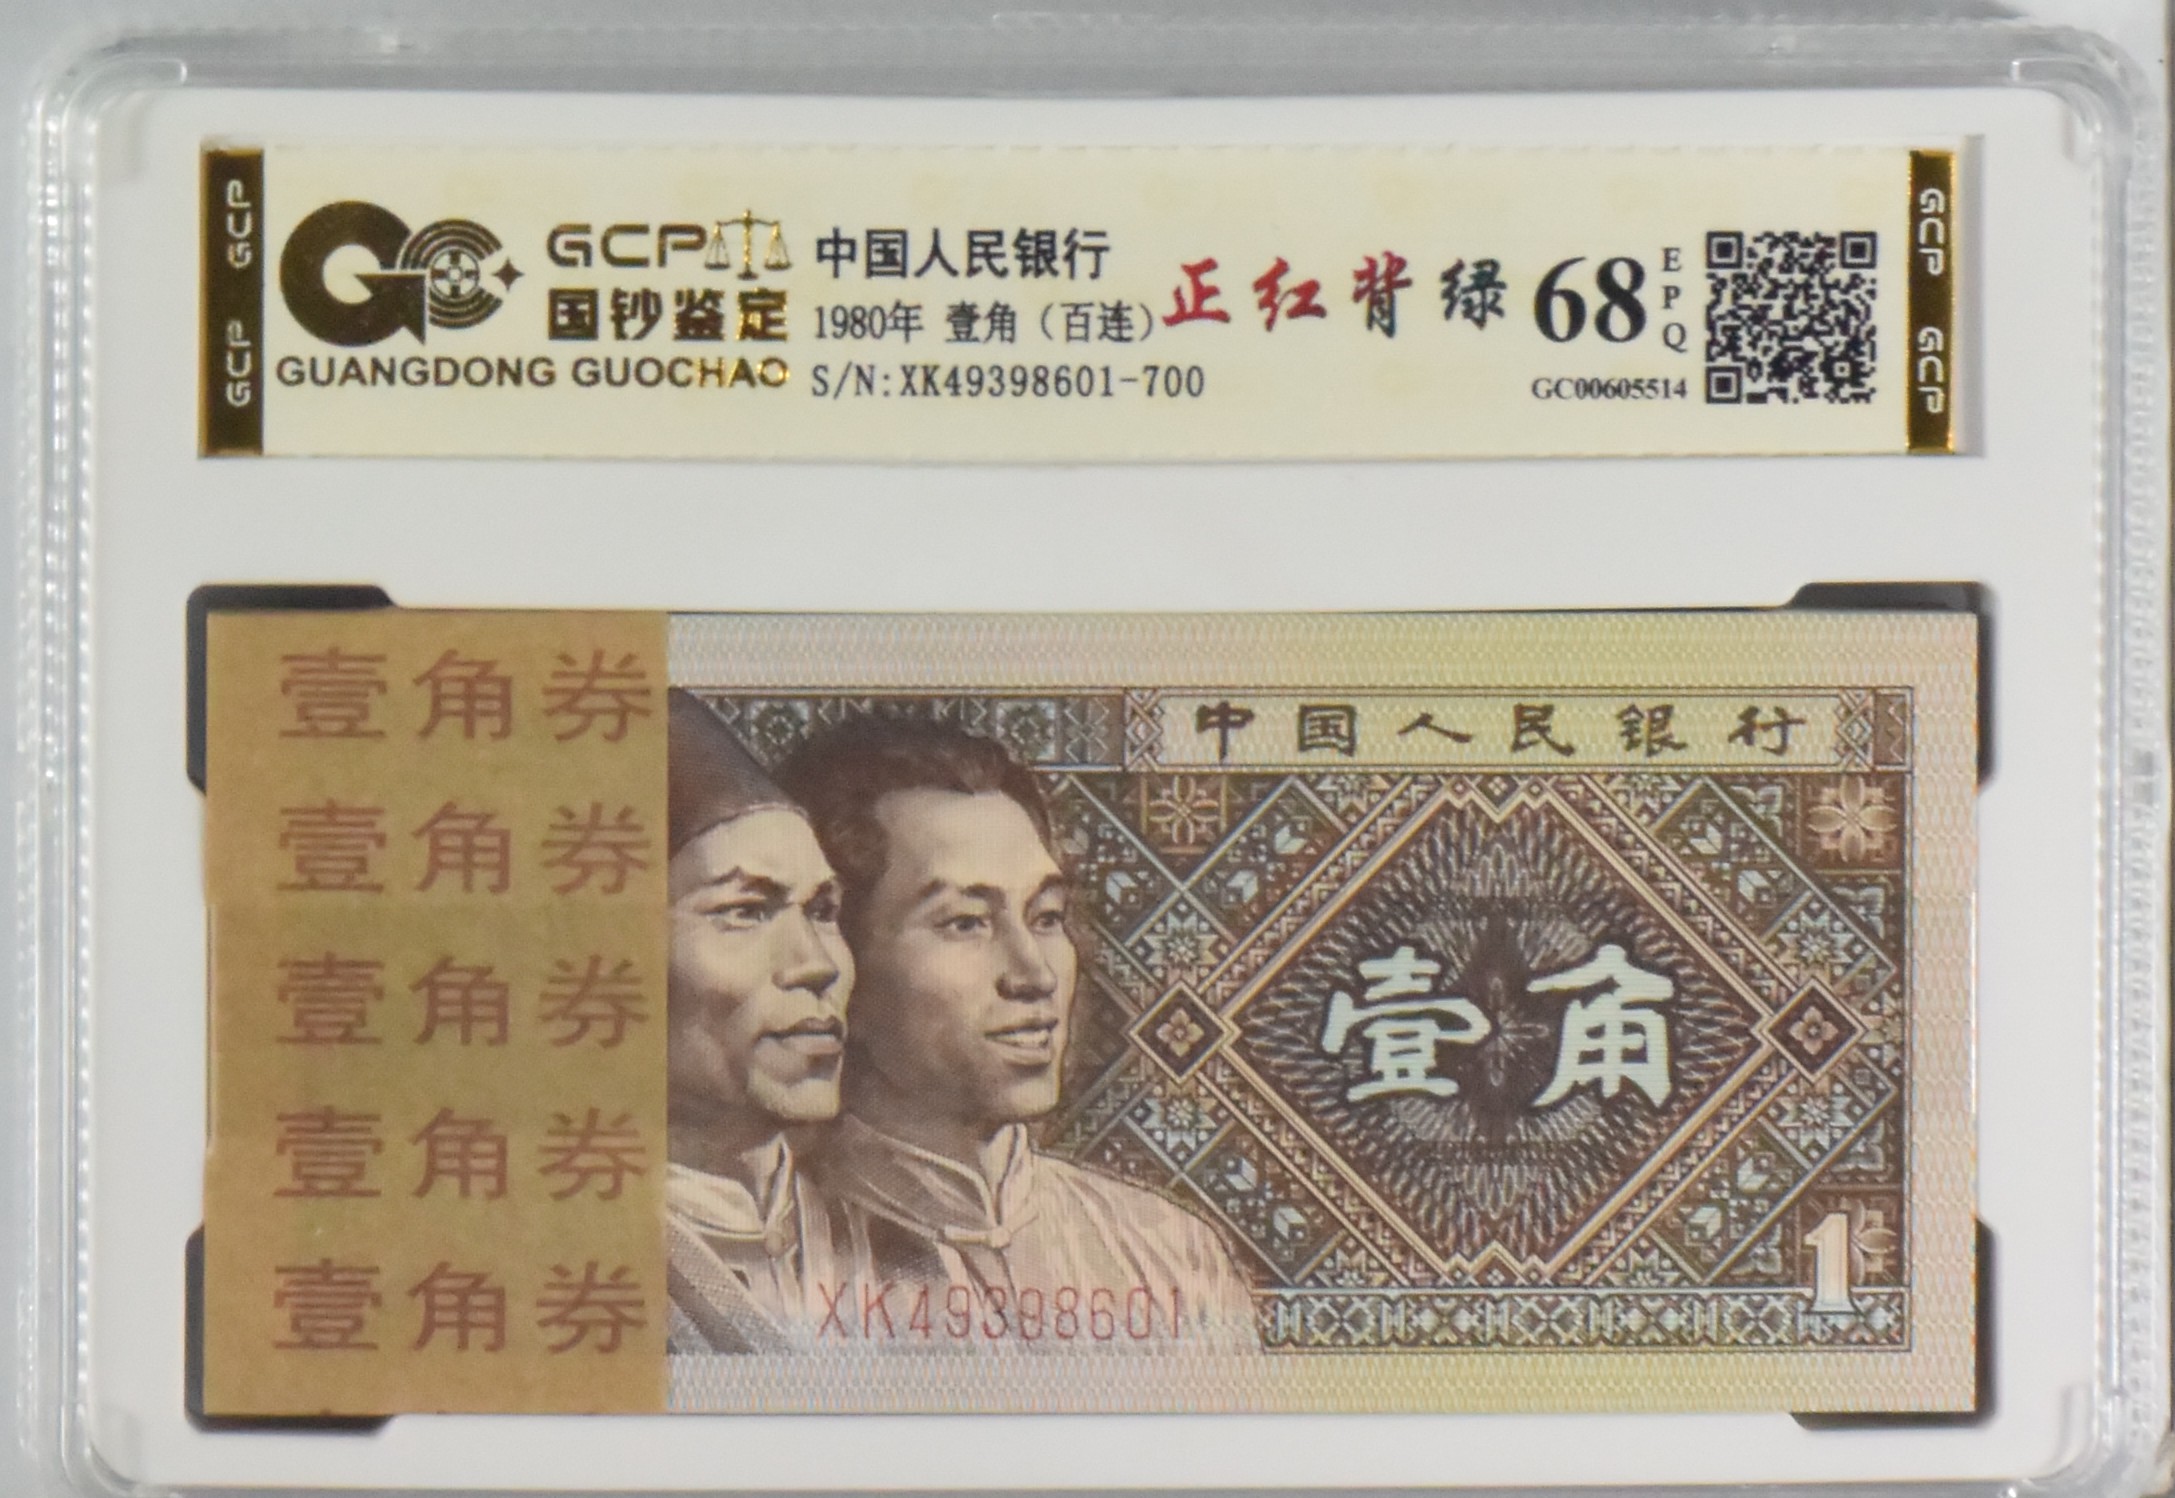 GCP GCP
GCP
国钞鉴定
GUANGDONG GUOCHAO
中国人民银行
1980年 壹角（百连）
S/N:XK49398601-700
正红背绿
68
EPQ
GC00605514
GCP GCP
壹角券
壹角券
壹角券
壹角券
壹角券
中国人民银行
壹角
1
XK49398601